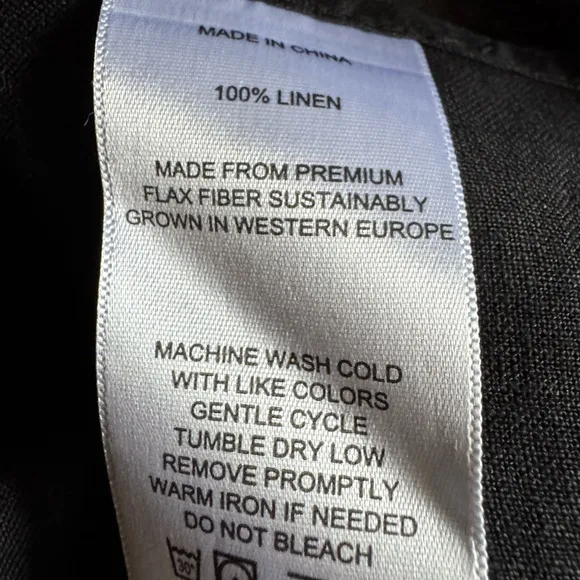 MADE IN CHINA
100% LINEN
MADE FROM PREMIUM
FLAX FIBER SUSTAINABLY
GROWN IN WESTERN EUROPE
MACHINE WASH COLD
WITH LIKE COLORS
GENTLE CYCLE
TUMBLE DRY LOW
REMOVE PROMPTLY
WARM IRON IF NEEDED
DO NOT BLEACH
30°